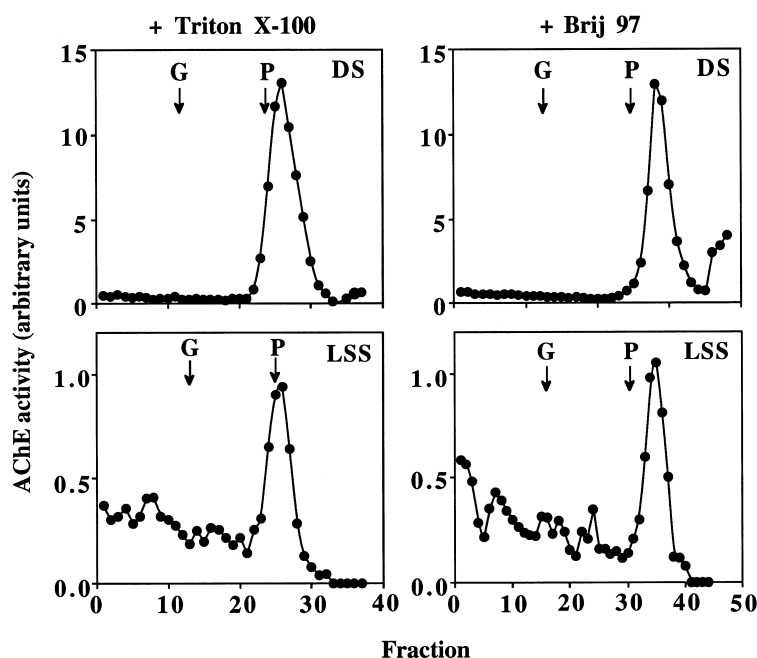 + Triton X-100
+ Brij 97
15
G
P
DS
10
5
0
15
G
P
DS
10
5
0
AChE activity (arbitrary units)
G
P
LSS
1.0
0.5
0.0
0
10
20
30
40
G
P
LSS
1.0
0.5
0.0
0
10
20
30
40
50
Fraction